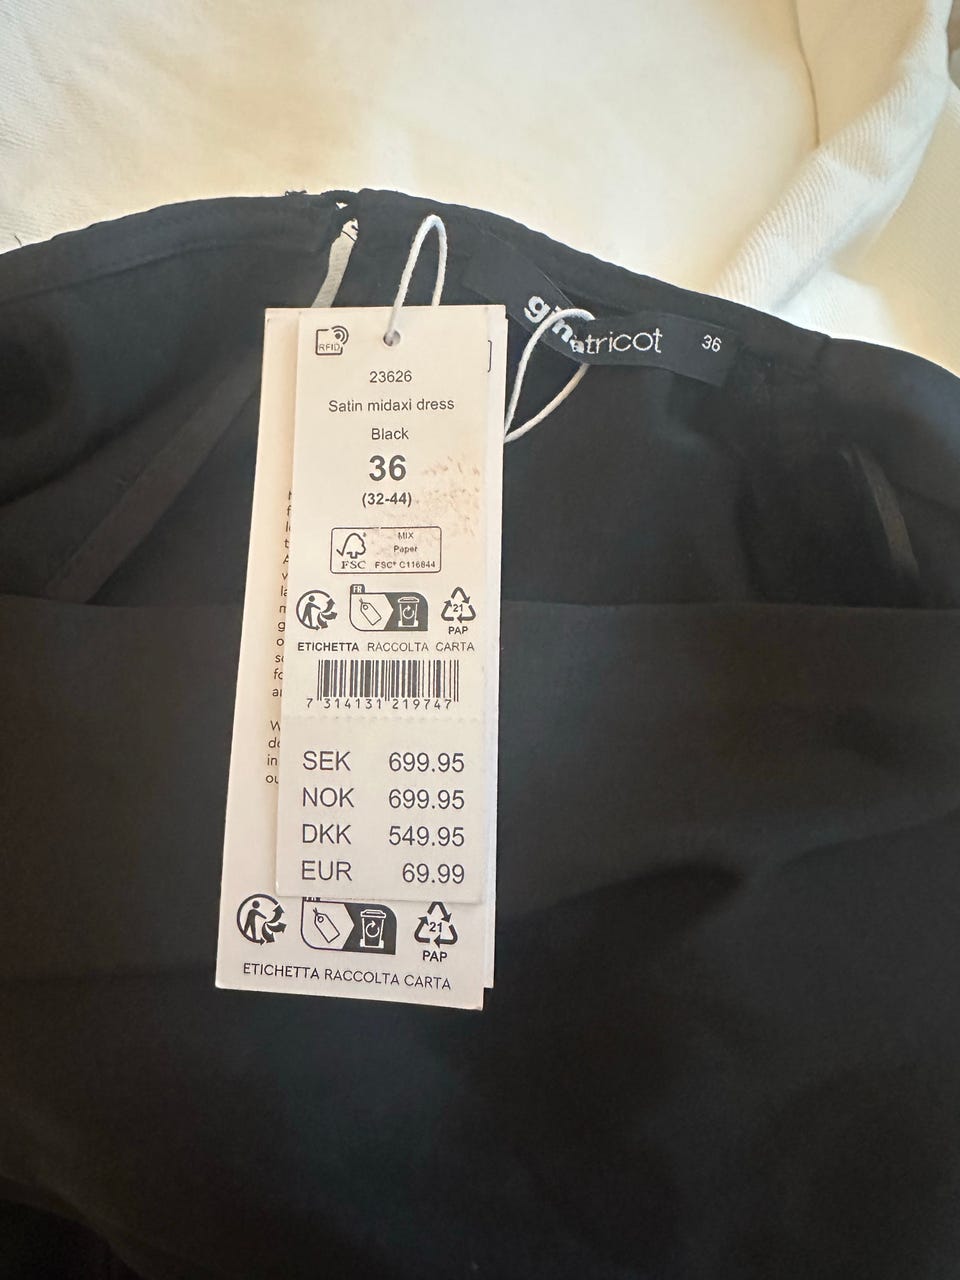 gina tricot 36
RFID
23626
Satin midaxi dress
Black
36
(32-44)
MIX
Paper
FSC® C116844
FSC
FR
21
PAP
ETICHETTA RACCOLTA CARTA
7 314131 219747
SEK 699.95
NOK 699.95
DKK 549.95
EUR 69.99
21
PAP
ETICHETTA RACCOLTA CARTA